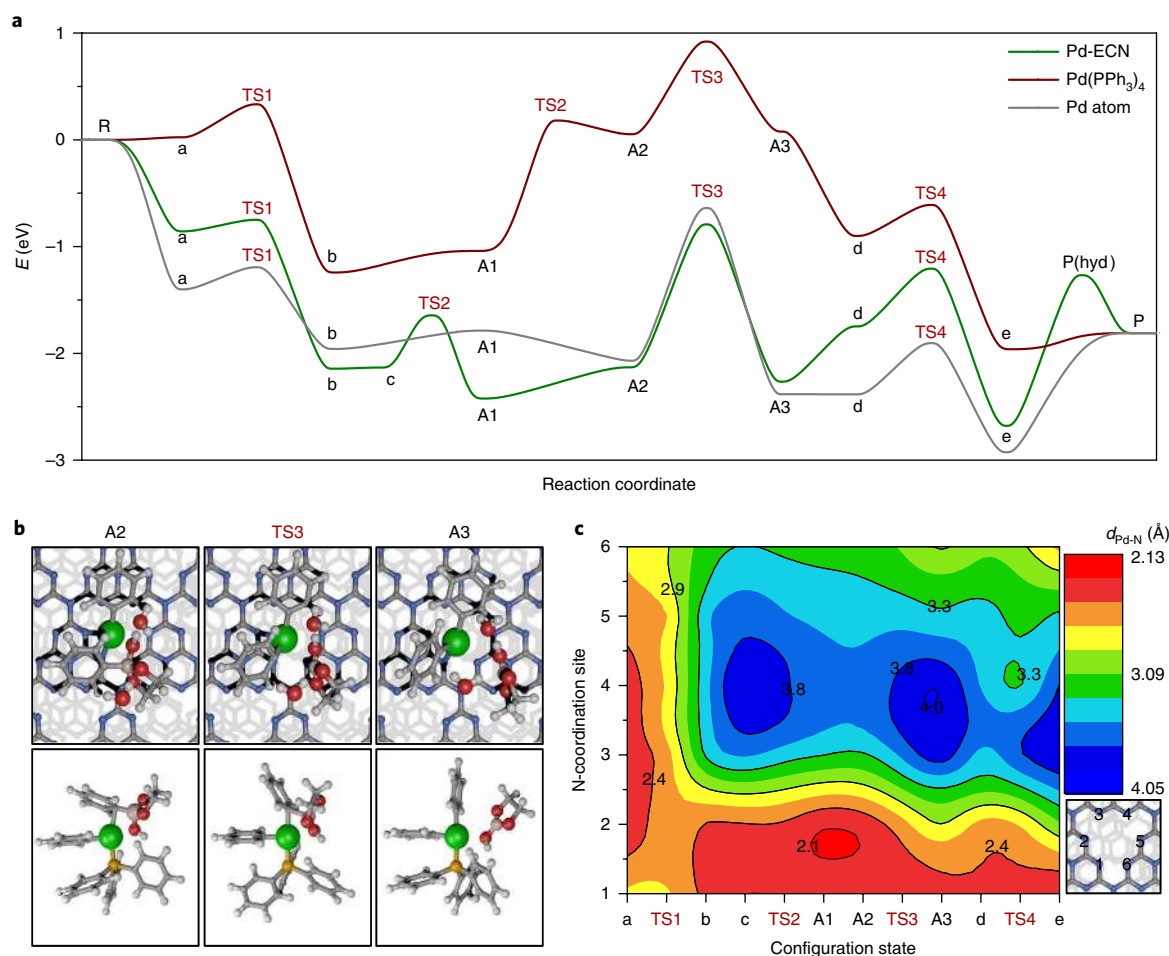 a
1
0
−1
−2
−3
E (eV)
Reaction coordinate
Pd-ECN
Pd(PPh3)4
Pd atom
R
a
TS1
b
A1
TS2
A2
TS3
A3
d
TS4
e
a
TS1
b
c
TS2
A1
A2
d
TS4
P(hyd)
P
a
TS1
b
A1
TS3
A3
d
TS4
e
b
A2
TS3
A3
c
dPd-N (Å)
2.13
3.09
4.05
N-coordination site
6
5
4
3
2
1
2.9
3.3
3.8
3.8
4.0
3.3
2.4
2.1
2.4
a TS1 b c TS2 A1 A2 TS3 A3 d TS4 e
Configuration state
3 4
2 5
1 6